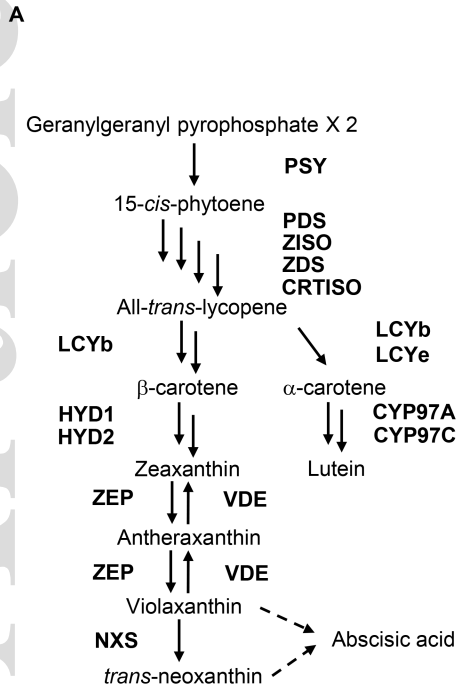 A
Geranylgeranyl pyrophosphate X 2
PSY
15-cis-phytoene
PDS
ZISO
ZDS
CRTISO
All-trans-lycopene
LCYb
LCYb
LCYe
β-carotene
α-carotene
HYD1
HYD2
CYP97A
CYP97C
Zeaxanthin
Lutein
ZEP
VDE
Antheraxanthin
ZEP
VDE
Violaxanthin
NXS
Abscisic acid
trans-neoxanthin